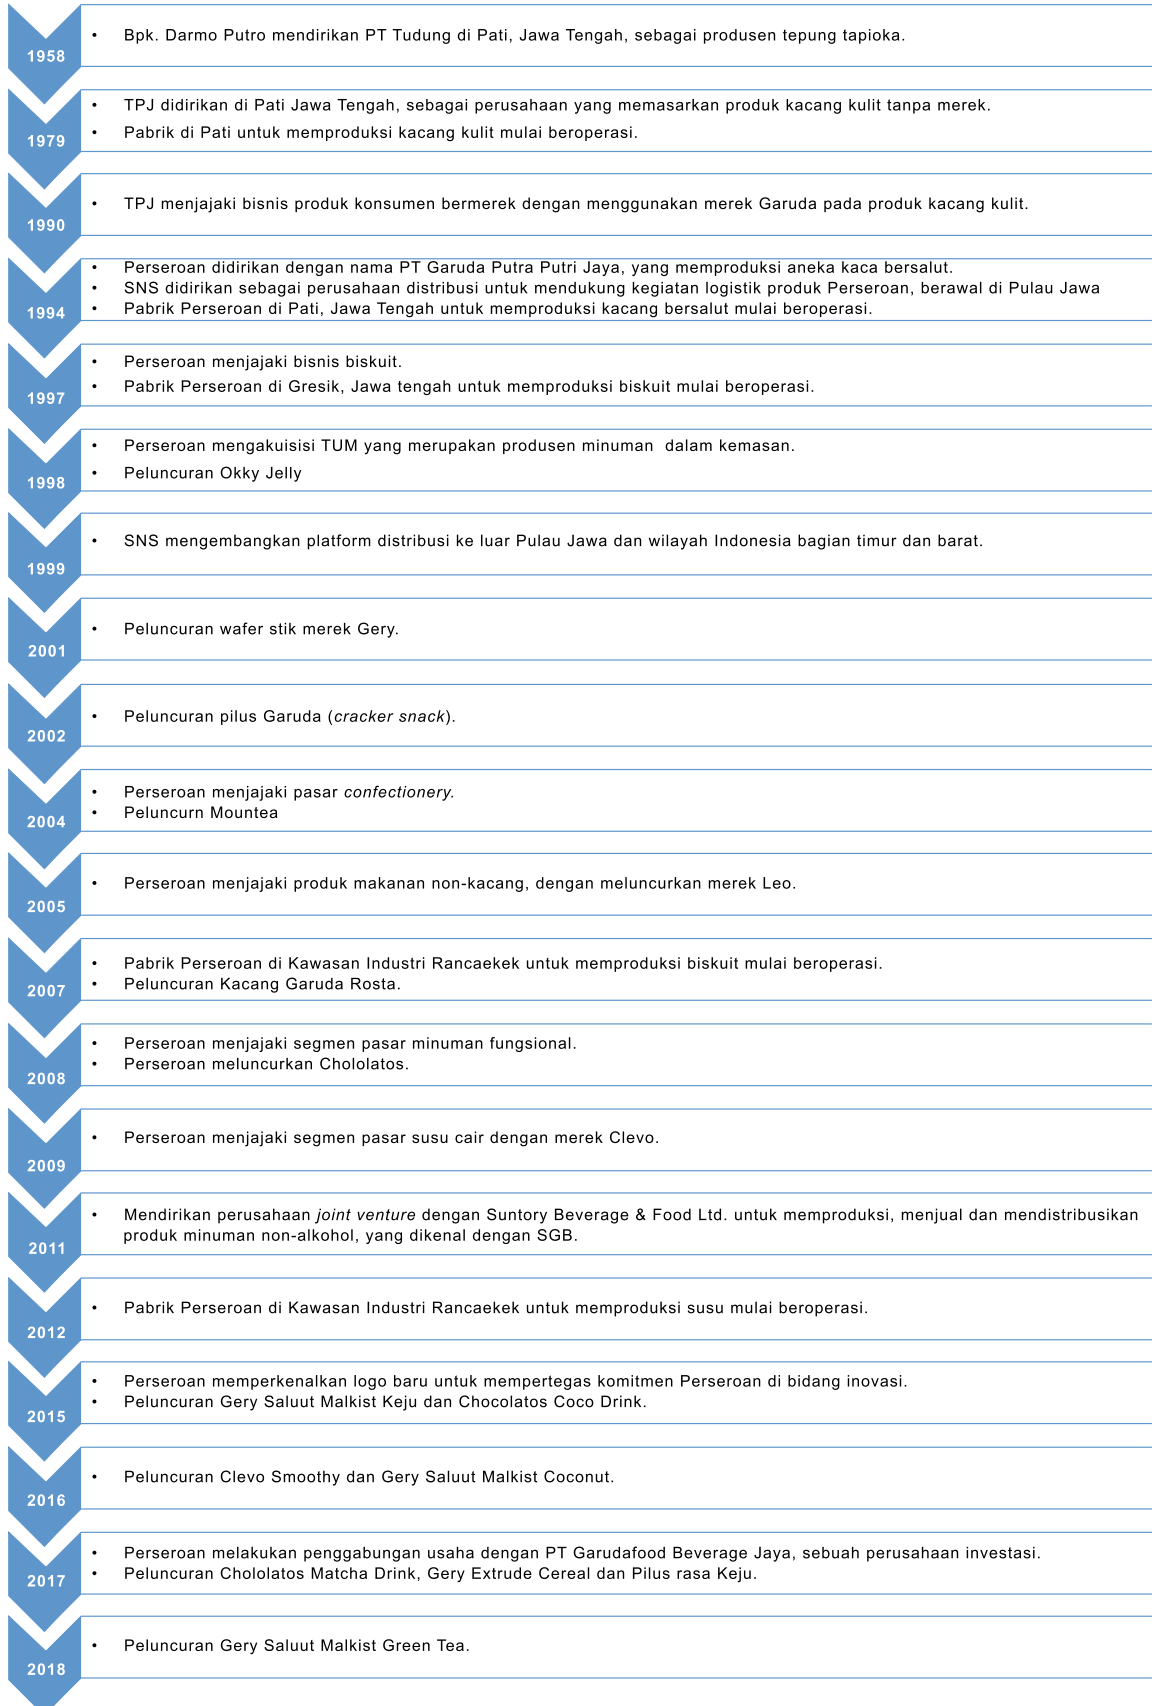 1958
• Bpk. Darmo Putro mendirikan PT Tudung di Pati, Jawa Tengah, sebagai produsen tepung tapioka.
1979
• TPJ didirikan di Pati Jawa Tengah, sebagai perusahaan yang memasarkan produk kacang kulit tanpa merek.
• Pabrik di Pati untuk memproduksi kacang kulit mulai beroperasi.
1990
• TPJ menjajaki bisnis produk konsumen bermerek dengan menggunakan merek Garuda pada produk kacang kulit.
1994
• Perseroan didirikan dengan nama PT Garuda Putra Putri Jaya, yang memproduksi aneka kaca bersalut.
• SNS didirikan sebagai perusahaan distribusi untuk mendukung kegiatan logistik produk Perseroan, berawal di Pulau Jawa
• Pabrik Perseroan di Pati, Jawa Tengah untuk memproduksi kacang bersalut mulai beroperasi.
1997
• Perseroan menjajaki bisnis biskuit.
• Pabrik Perseroan di Gresik, Jawa tengah untuk memproduksi biskuit mulai beroperasi.
1998
• Perseroan mengakuisisi TUM yang merupakan produsen minuman dalam kemasan.
• Peluncuran Okky Jelly
1999
• SNS mengembangkan platform distribusi ke luar Pulau Jawa dan wilayah Indonesia bagian timur dan barat.
2001
• Peluncuran wafer stik merek Gery.
2002
• Peluncuran pilus Garuda (cracker snack).
2004
• Perseroan menjajaki pasar confectionery.
• Peluncurn Mountea
2005
• Perseroan menjajaki produk makanan non-kacang, dengan meluncurkan merek Leo.
2007
• Pabrik Perseroan di Kawasan Industri Rancaekek untuk memproduksi biskuit mulai beroperasi.
• Peluncuran Kacang Garuda Rosta.
2008
• Perseroan menjajaki segmen pasar minuman fungsional.
• Perseroan meluncurkan Chololatos.
2009
• Perseroan menjajaki segmen pasar susu cair dengan merek Clevo.
2011
• Mendirikan perusahaan joint venture dengan Suntory Beverage & Food Ltd. untuk memproduksi, menjual dan mendistribusikan
produk minuman non-alkohol, yang dikenal dengan SGB.
2012
• Pabrik Perseroan di Kawasan Industri Rancaekek untuk memproduksi susu mulai beroperasi.
2015
• Perseroan memperkenalkan logo baru untuk mempertegas komitmen Perseroan di bidang inovasi.
• Peluncuran Gery Saluut Malkist Keju dan Chocolatos Coco Drink.
2016
• Peluncuran Clevo Smoothy dan Gery Saluut Malkist Coconut.
2017
• Perseroan melakukan penggabungan usaha dengan PT Garudafood Beverage Jaya, sebuah perusahaan investasi.
• Peluncuran Chololatos Matcha Drink, Gery Extrude Cereal dan Pilus rasa Keju.
2018
• Peluncuran Gery Saluut Malkist Green Tea.